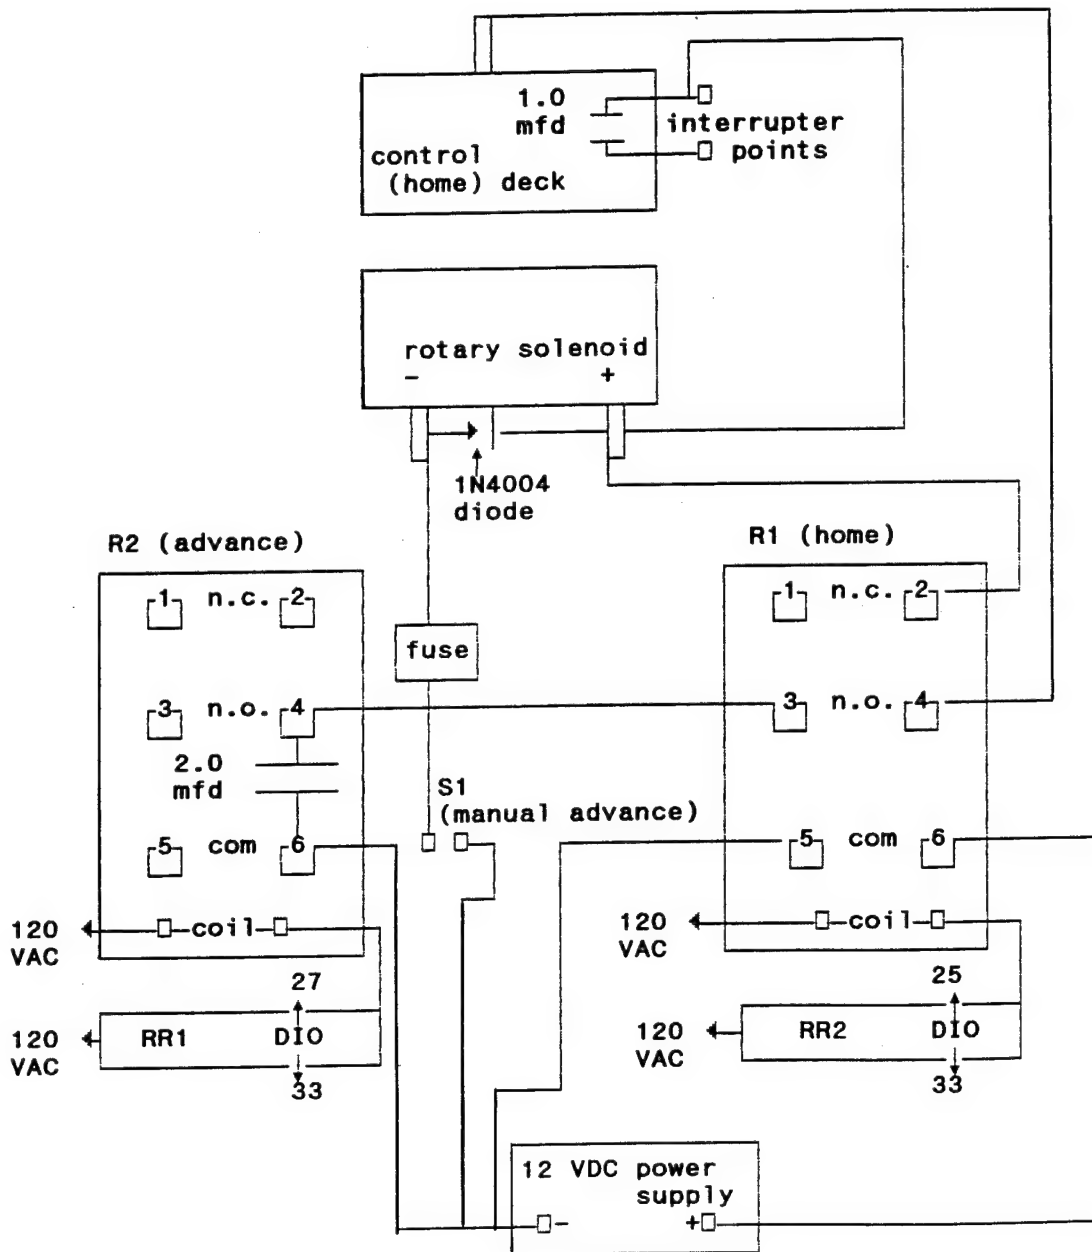 1.0
mfd
control
(home) deck
interrupter
points
rotary solenoid
- +
1N4004
diode
R2 (advance)
R1 (home)
1 n.c. 2
1 n.c. 2
fuse
3 n.o. 4
3 n.o. 4
2.0
mfd
S1
(manual advance)
5 com 6
5 com 6
120
VAC
coil
120
VAC
coil
27
25
120
VAC
RR1 DIO
120
VAC
RR2 DIO
33
33
12 VDC power
supply
- +